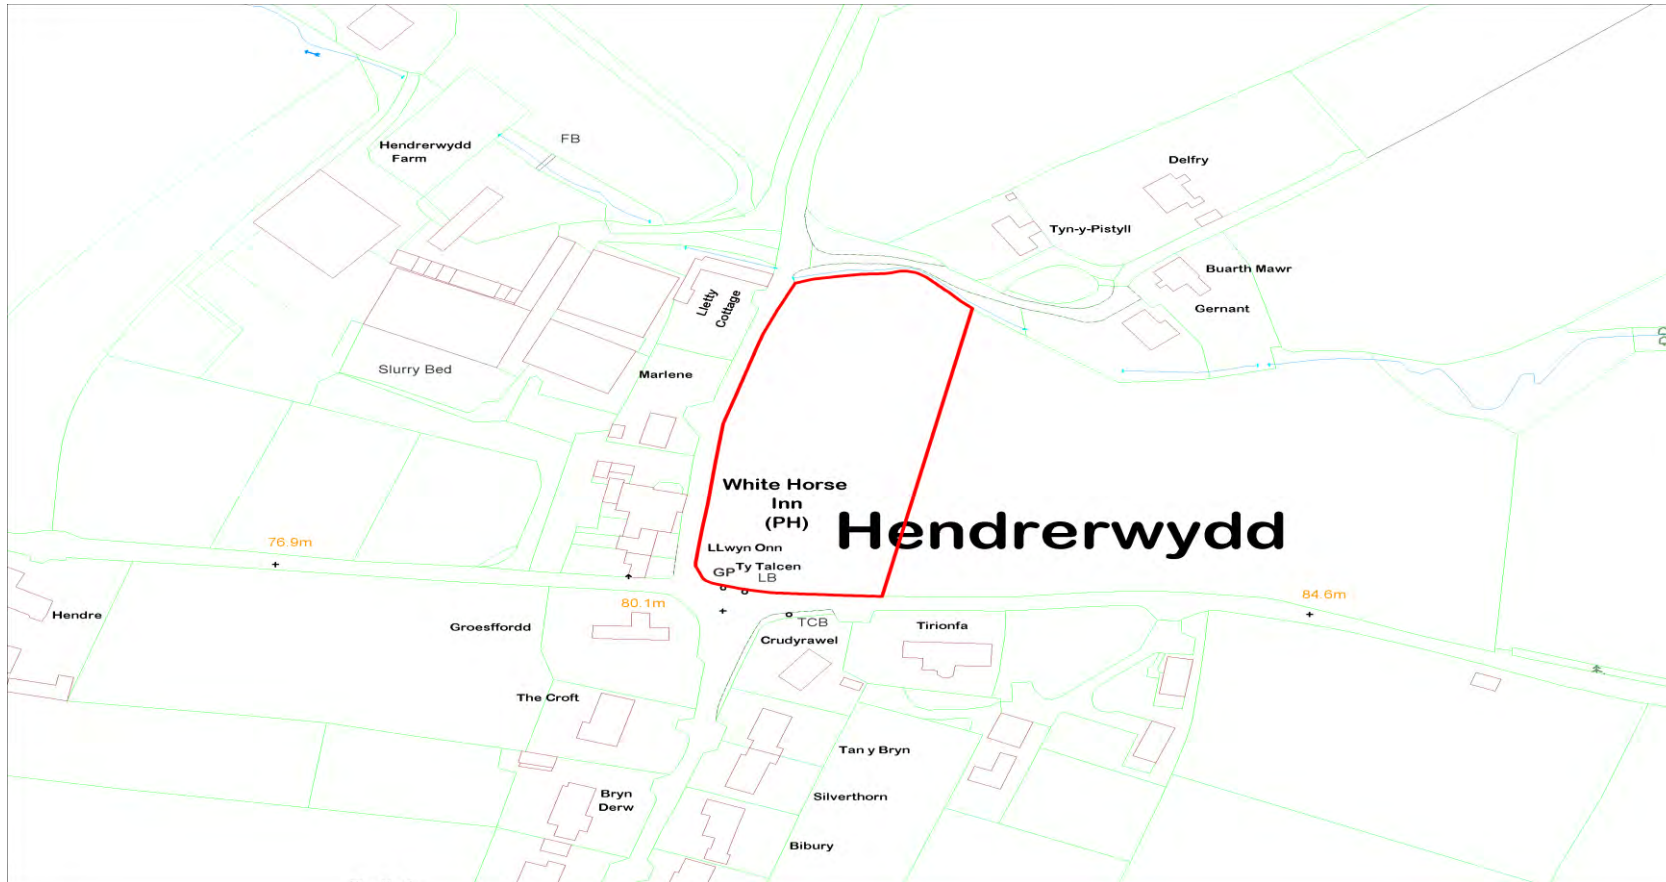 FB
Hendrerwydd
Farm
Delfry
Tyn-y-Pistyll
Buarth Mawr
Gernant
Lletty
Cottage
Slurry Bed
Marlene
White Horse
Inn
(PH)
Hendrerwydd
76.9m
LLwyn Onn
GP
Ty Talcen
LB
80.1m
84.6m
Hendre
Groesffordd
TCB
Crudyrawel
Tirionfa
The Croft
Tan y Bryn
Bryn
Derw
Silverthorn
Bibury